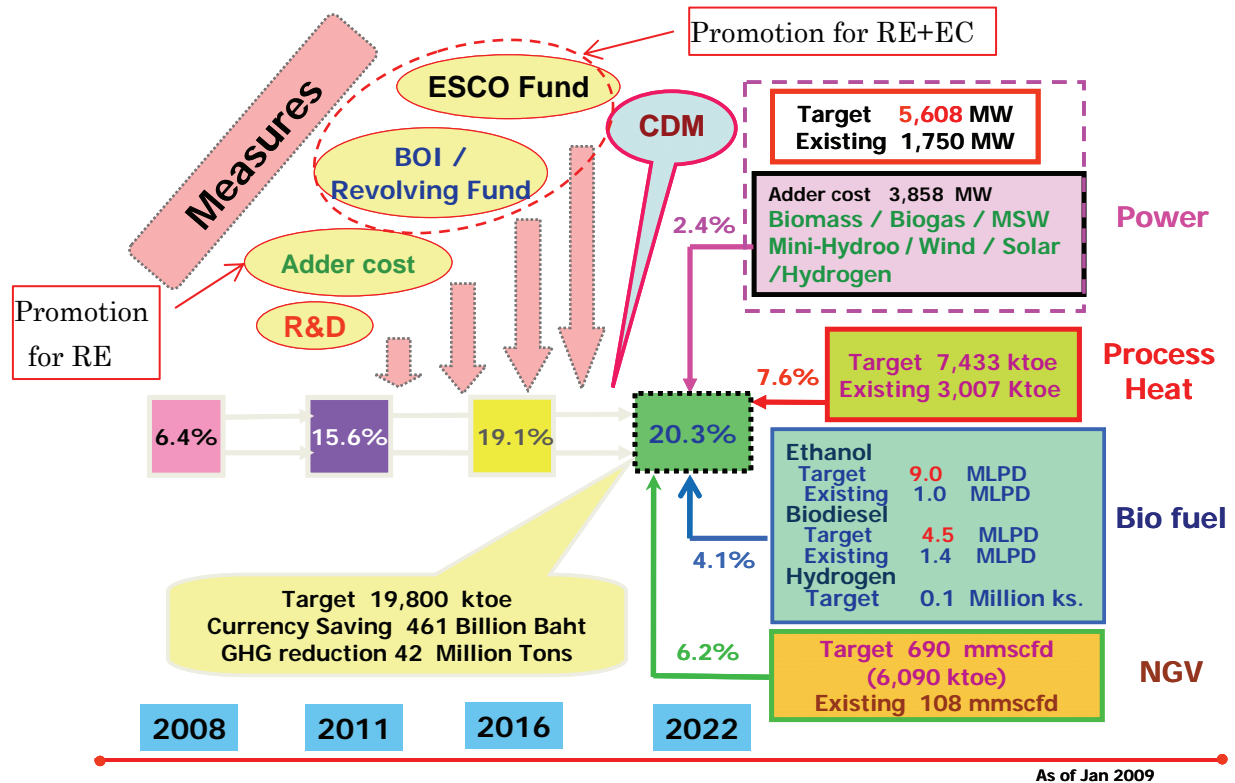 Promotion for RE+EC
Measures
ESCO Fund
BOI /
Revolving Fund
Adder cost
R&D
Promotion
for RE
CDM
Target 5,608 MW
Existing 1,750 MW
Adder cost 3,858 MW
Biomass / Biogas / MSW
Mini-Hydroo / Wind / Solar
/Hydrogen
Power
2.4%
Target 7,433 ktoe
Existing 3,007 Ktoe
Process
Heat
7.6%
6.4%
15.6%
19.1%
20.3%
Ethanol
Target 9.0 MLPD
Existing 1.0 MLPD
Biodiesel
Target 4.5 MLPD
Existing 1.4 MLPD
Hydrogen
Target 0.1 Million ks.
Bio fuel
4.1%
Target 19,800 ktoe
Currency Saving 461 Billion Baht
GHG reduction 42 Million Tons
6.2%
Target 690 mmscfd
(6,090 ktoe)
Existing 108 mmscfd
NGV
2008
2011
2016
2022
As of Jan 2009